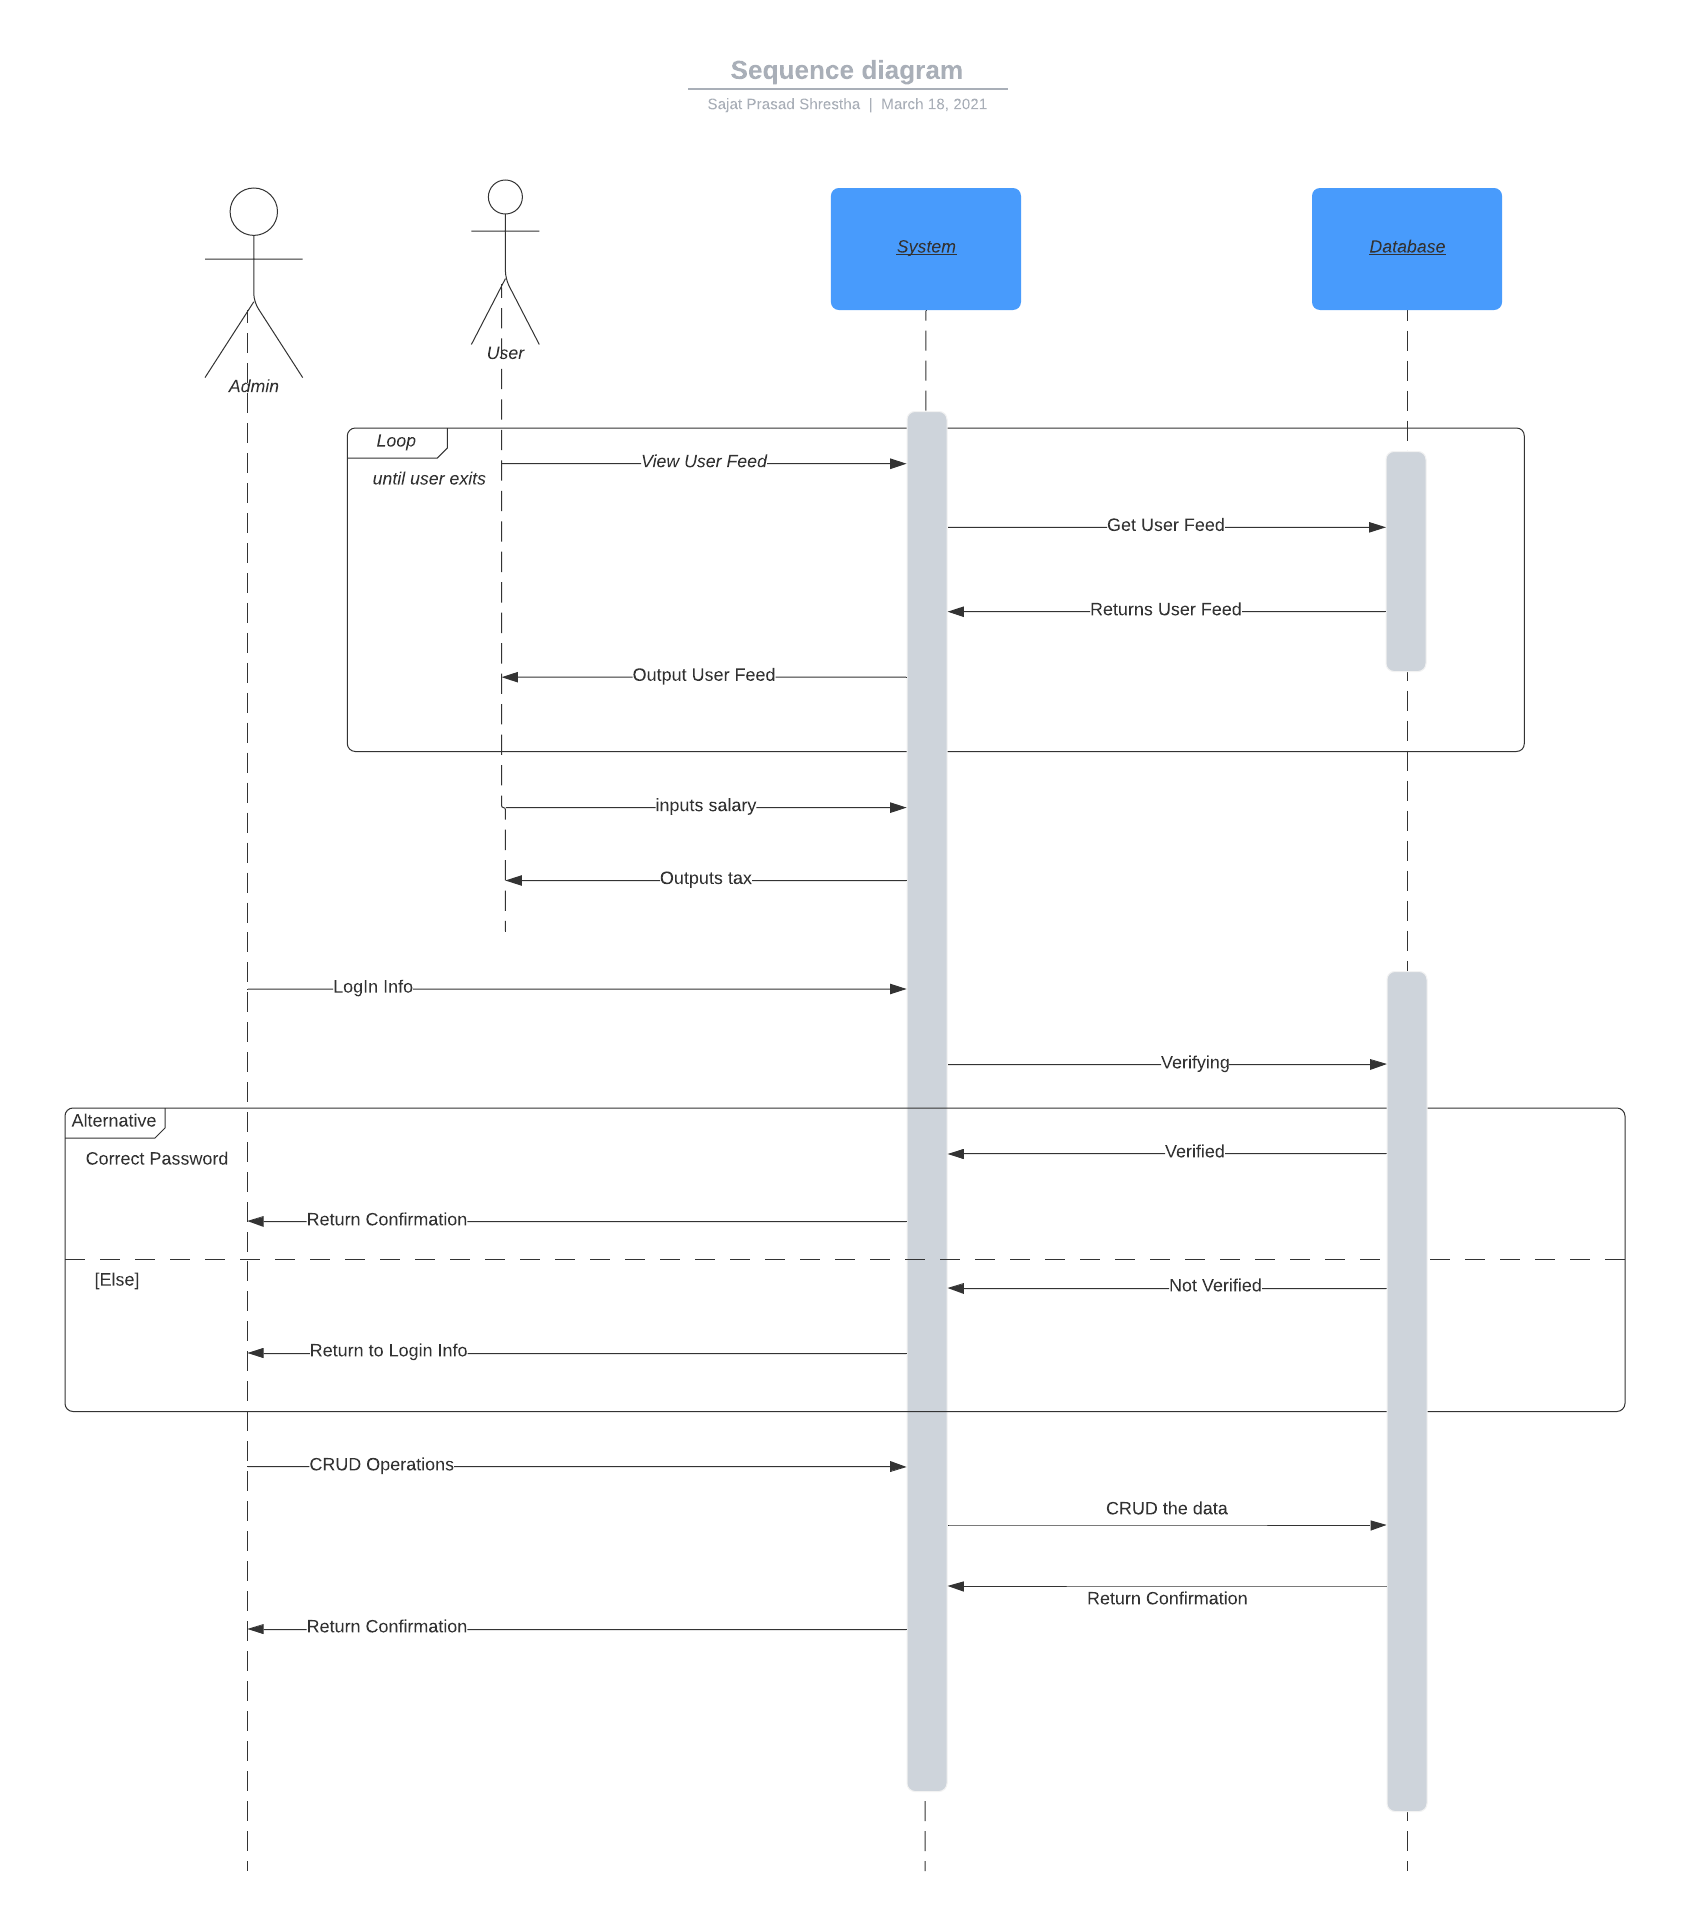 Sequence diagram
Sajat Prasad Shrestha | March 18, 2021
System
Database
User
Admin
Loop
until user exits
View User Feed
Get User Feed
Returns User Feed
Output User Feed
inputs salary
Outputs tax
LogIn Info
Verifying
Alternative
Correct Password
Verified
Return Confirmation
[Else]
Not Verified
Return to Login Info
CRUD Operations
CRUD the data
Return Confirmation
Return Confirmation